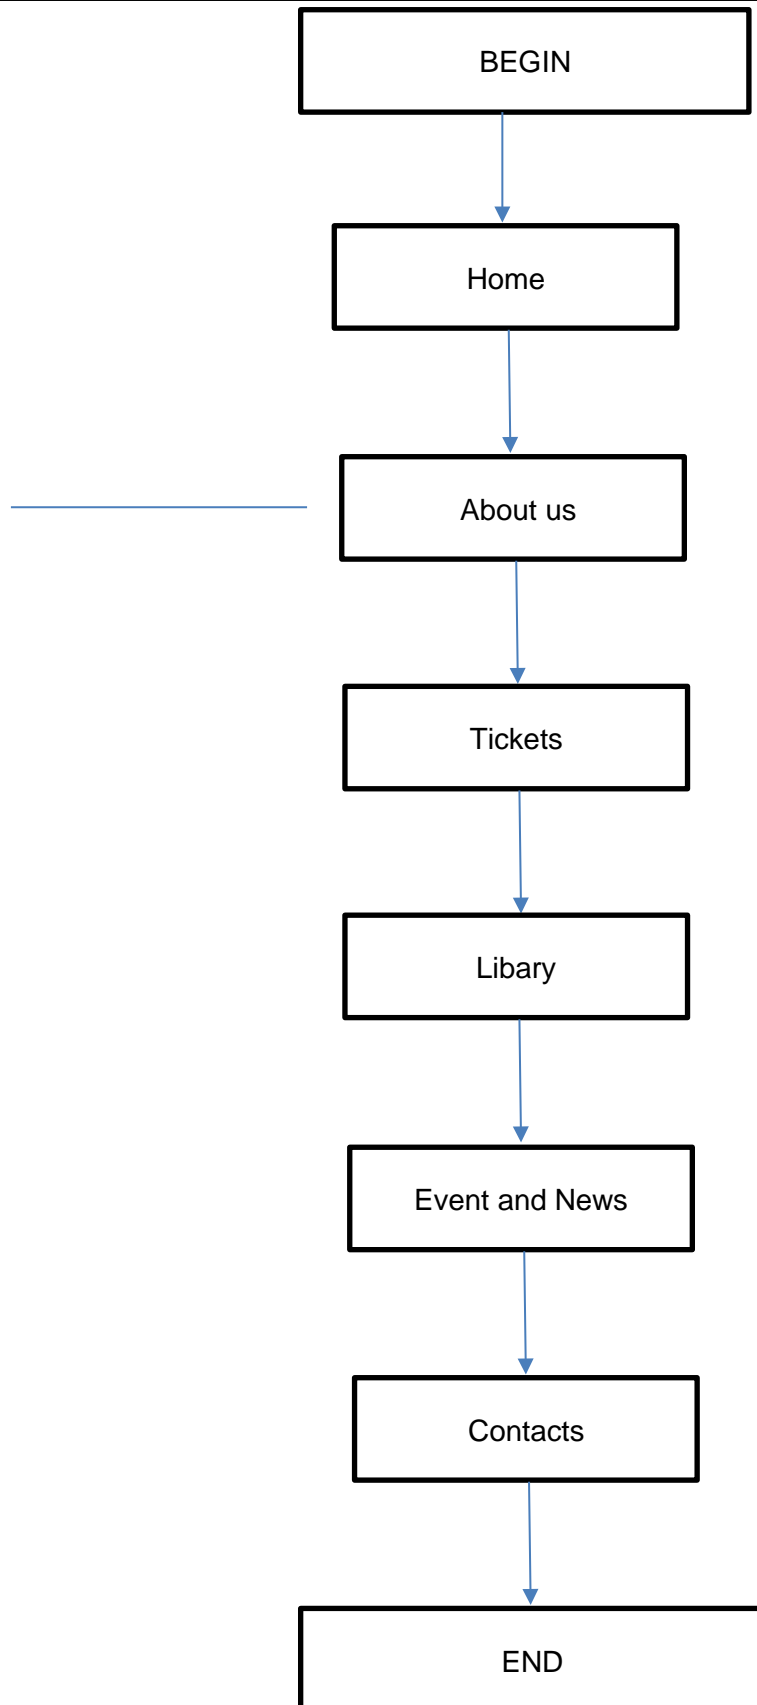 BEGIN
Home
About us
Tickets
Libary
Event and News
Contacts
END